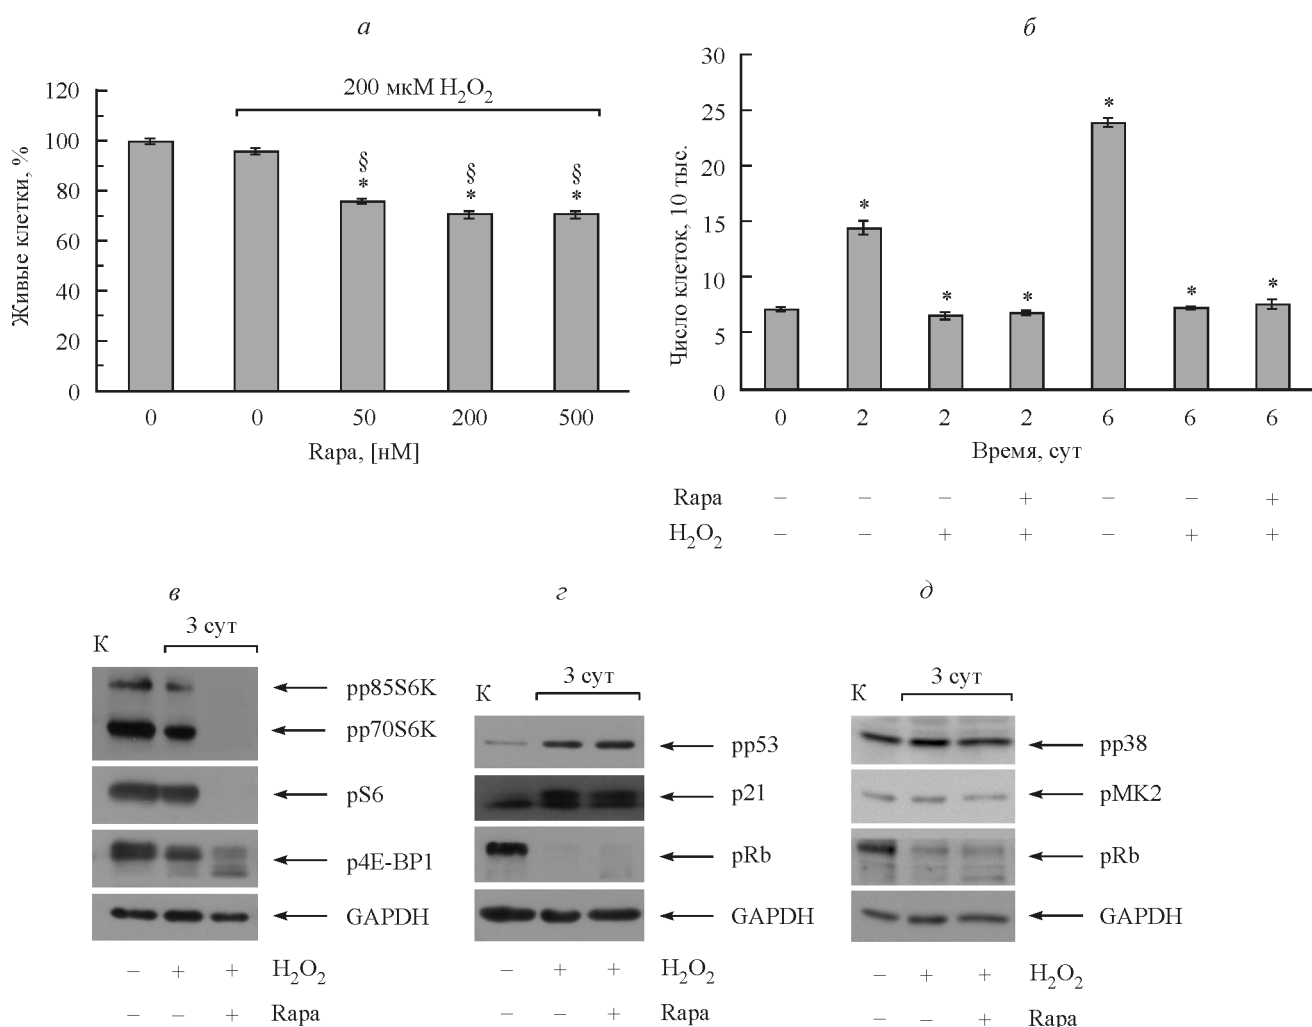 а
120
100
80
60
40
20
0
Живые клетки, %
200 мкМ H₂O₂
§ § §
* * *
0 0 50 200 500
Rapa, [нМ]
б
30
25
20
15
10
5
0
Число клеток, 10 тыс.
* * * * * *
0 2 2 2 6 6 6
Время, сут
Rapa – – – + – – +
H₂O₂ – – + + – + +
в
К
3 сут
pp85S6K
pp70S6K
pS6
p4E-BP1
GAPDH
– + + H₂O₂
+ Rapa
г
К
3 сут
pp53
p21
pRb
GAPDH
– + + H₂O₂
– – + Rapa
д
К
3 сут
pp38
pMK2
pRb
GAPDH
– + + H₂O₂
– – + Rapa